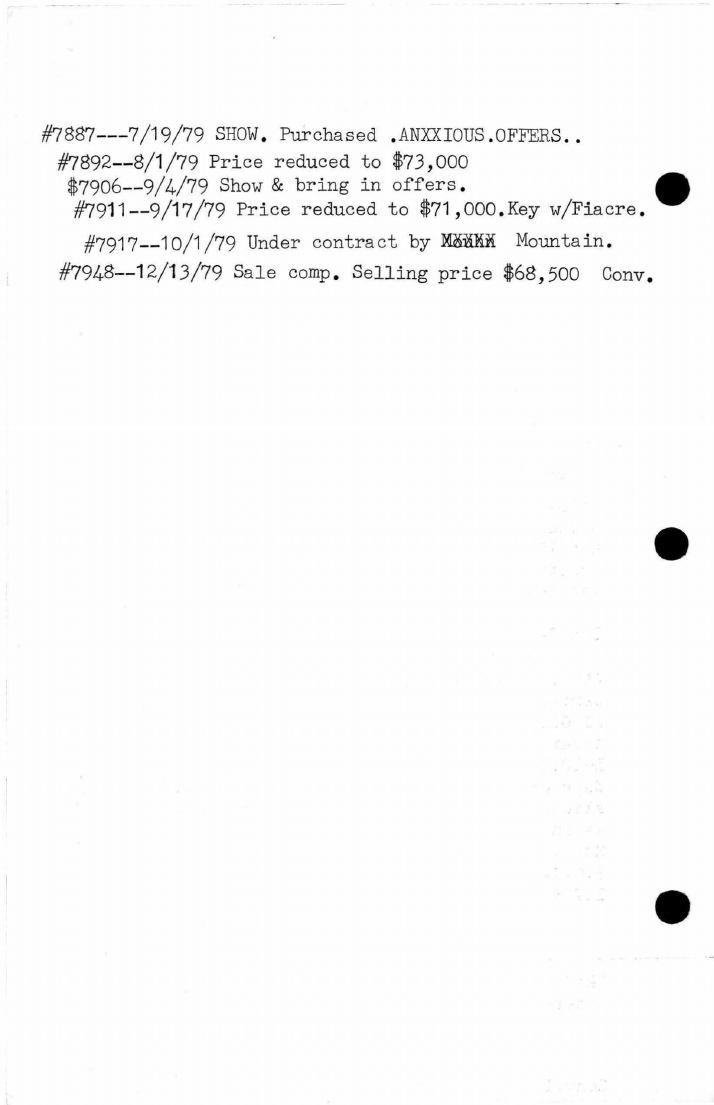 #7887---7/19/79 SHOW. Purchased .ANXXIOUS.OFFERS..
#7892--8/1/79 Price reduced to $73,000
$7906--9/4/79 Show & bring in offers.
#7911--9/17/79 Price reduced to $71,000.Key w/Fiacre.
#7917--10/1/79 Under contract by Mountain.
#7948--12/13/79 Sale comp. Selling price $68,500 Conv.